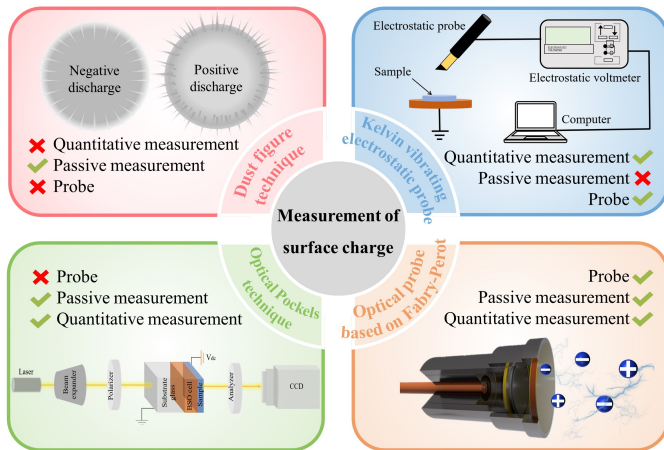 Negative
discharge
Positive
discharge
Quantitative measurement
Passive measurement
Probe
Dust figure
technique
Electrostatic probe
Sample
Electrostatic voltmeter
Computer
Quantitative measurement
Passive measurement
Probe
Kelvin vibrating
electrostatic probe
Measurement of
surface charge
Probe
Passive measurement
Quantitative measurement
Optical Pockels
technique
Laser
Beam
expander
Polarizer
Substrate
glass
BSO cell
Sample
Vdc
Analyzer
CCD
Optical probe
based on Fabry-Perot
Probe
Passive measurement
Quantitative measurement